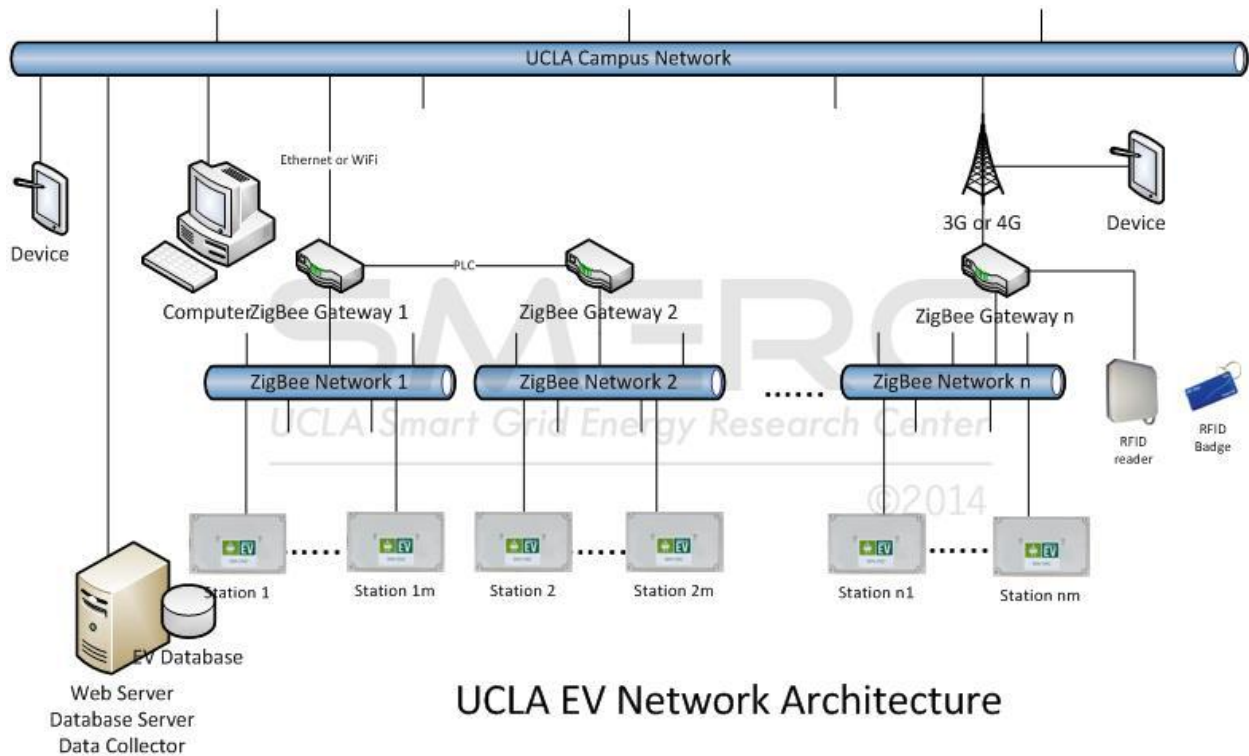 UCLA Campus Network
Ethernet or WiFi
Device
3G or 4G
Device
PLC
Computer
ZigBee Gateway 1
ZigBee Gateway 2
ZigBee Gateway n
SMERC
ZigBee Network 1
ZigBee Network 2
ZigBee Network n
UCLA Smart Grid Energy Research Center
RFID
reader
RFID
Badge
©2014
EV
EV
EV
EV
EV
EV
Station 1
Station 1m
Station 2
Station 2m
Station n1
Station nm
EV Database
Web Server
Database Server
Data Collector
UCLA EV Network Architecture